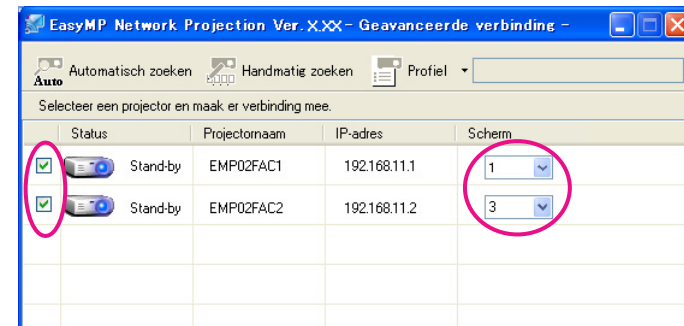 EasyMP Network Projection Ver.X.XX - Geavanceerde verbinding -
Auto Automatisch zoeken Handmatig zoeken Profiel
Selecteer een projector en maak er verbinding mee.
Status Projectornaam IP-adres Scherm
Stand-by EMP02FAC1 192.168.11.1 1
Stand-by EMP02FAC2 192.168.11.2 3